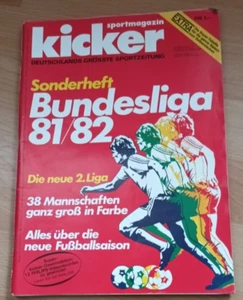 sportmagazin
kicker
DEUTSCHLANDS GRÖSSTE SPORTZEITUNG
EXTRA
Sonderheft
Bundesliga
81/82
Die neue 2. Liga
38 Mannschaften
ganz groß in Farbe
Alles über die
neue Fußballsaison